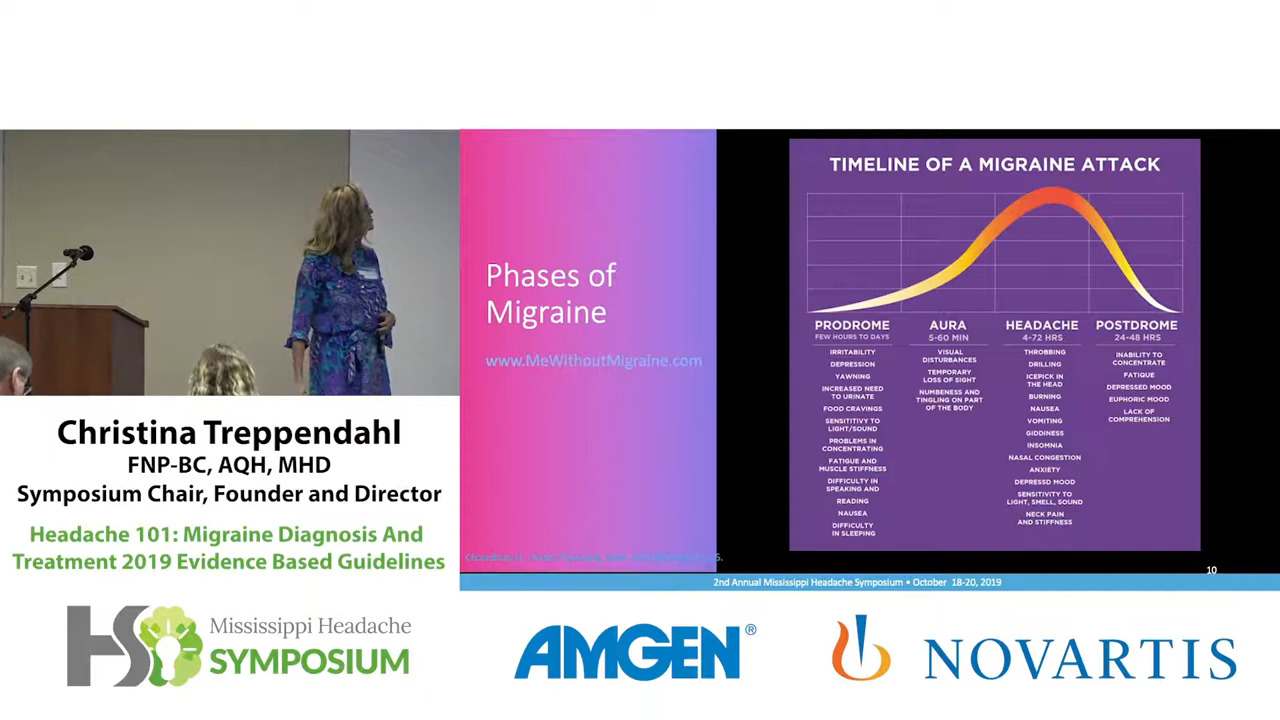 Christina Treppendahl
FNP-BC, AQH, MHD
Symposium Chair, Founder and Director
Headache 101: Migraine Diagnosis And
Treatment 2019 Evidence Based Guidelines
HS
Mississippi Headache
SYMPOSIUM
Phases of
Migraine
www.MeWithoutMigraine.com
TIMELINE OF A MIGRAINE ATTACK
PRODROME
FEW HOURS TO DAYS
IRRITABILITY
DEPRESSION
YAWNING
INCREASED NEED
TO URINATE
FOOD CRAVINGS
SENSITIVITY TO
LIGHT/SOUND
PROBLEMS IN
CONCENTRATING
FATIGUE AND
MUSCLE STIFFNESS
DIFFICULTY IN
SPEAKING AND
READING
NAUSEA
DIFFICULTY
IN SLEEPING
AURA
5-60 MIN
VISUAL
DISTURBANCES
TEMPORARY
LOSS OF SIGHT
NUMBENESS AND
TINGLING ON PART
OF THE BODY
HEADACHE
4-72 HRS
THROBBING
DRILLING
ICEPICK IN
THE HEAD
BURNING
NAUSEA
VOMITING
GIDDINESS
INSOMNIA
NASAL CONGESTION
ANXIETY
DEPRESSD MOOD
SENSITIVITY TO
LIGHT, SMELL, SOUND
NECK PAIN
AND STIFFNESS
POSTDROME
24-48 HRS
INABILITY TO
CONCENTRATE
FATIQUE
DEPRESSED MOOD
EUPHORIC MOOD
LACK OF
COMPREHENSION
10
2nd Annual Mississippi Headache Symposium • October 18-20, 2019
AMGEN®
NOVARTIS